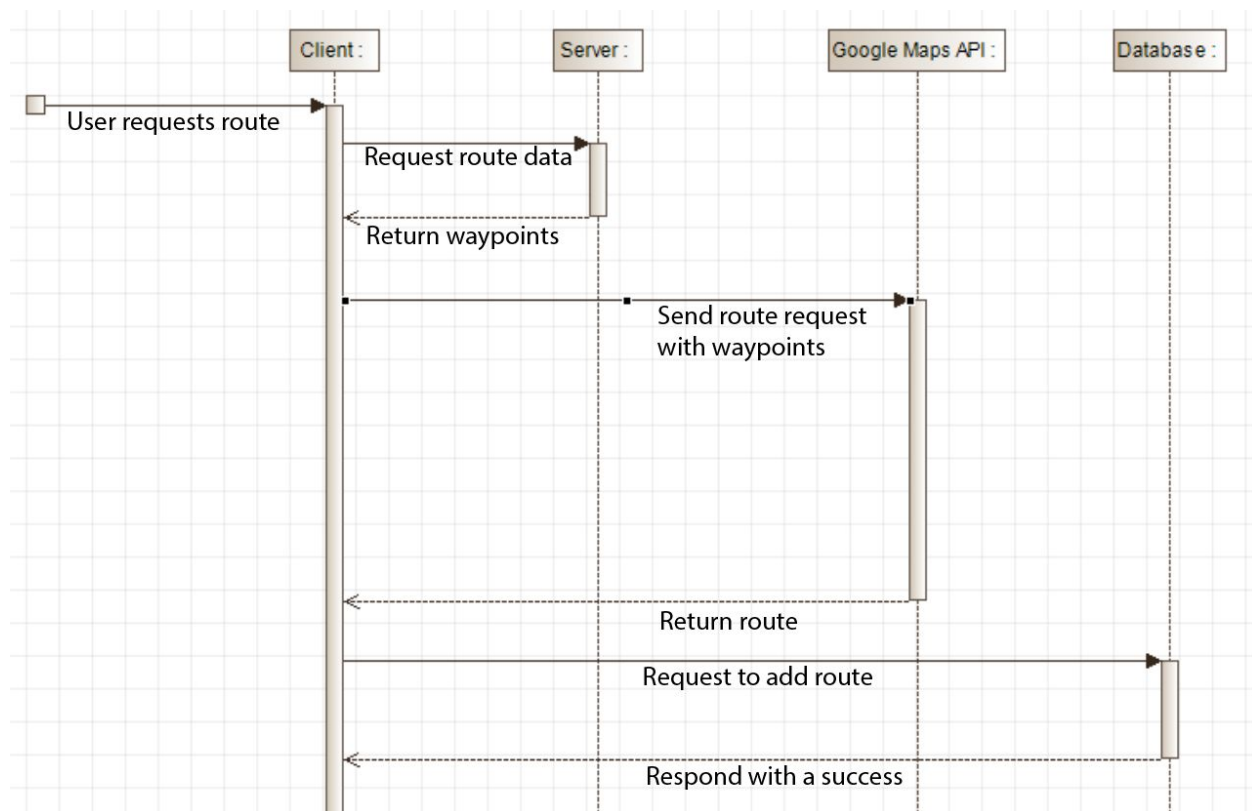 Client :
Server :
Google Maps API :
Database :
User requests route
Request route data
Return waypoints
Send route request
with waypoints
Return route
Request to add route
Respond with a success